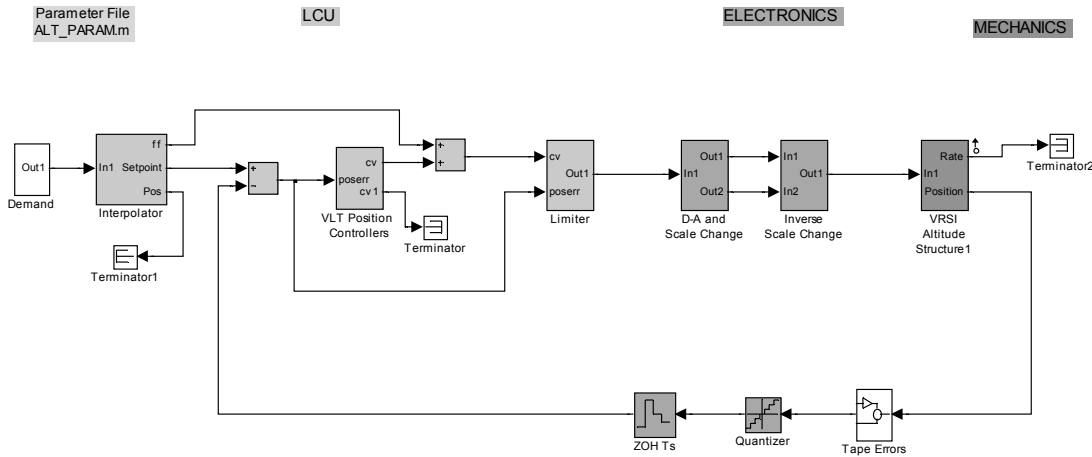 Parameter File
ALT_PARAM.m
LCU
ELECTRONICS
MECHANICS
Out1
Demand
In1
ff
Setpoint
Pos
Interpolator
Terminator1
+
-
poserr
cv
cv1
VLT Position
Controllers
Terminator
+
+
cv
poserr
Out1
Limiter
In1
Out1
Out2
D-A and
Scale Change
In1
In2
Out1
Inverse
Scale Change
In1
Rate
Position
VRSI
Altitude
Structure1
Terminator2
ZOH Ts
Quantizer
Tape Errors